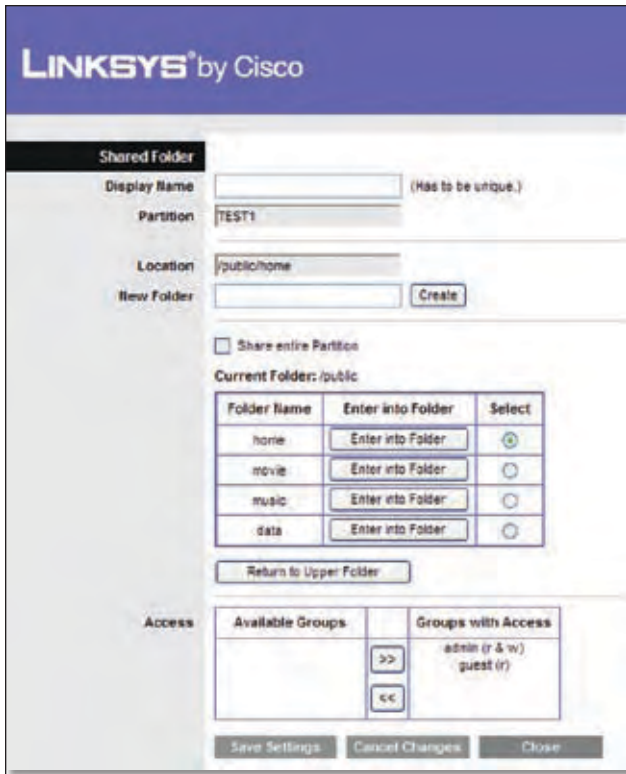 LINKSYS® by Cisco
Shared Folder
Display Name (Has to be unique.)
Partition TEST1
Location /public/home
New Folder Create
Share entire Partition
Current Folder: /public
Folder Name Enter into Folder Select
home Enter into Folder
movie Enter into Folder
music Enter into Folder
data Enter into Folder
Return to Upper Folder
Access Available Groups Groups with Access
admin (r & w)
>> guest (r)
<<
Save Settings Cancel Changes Close